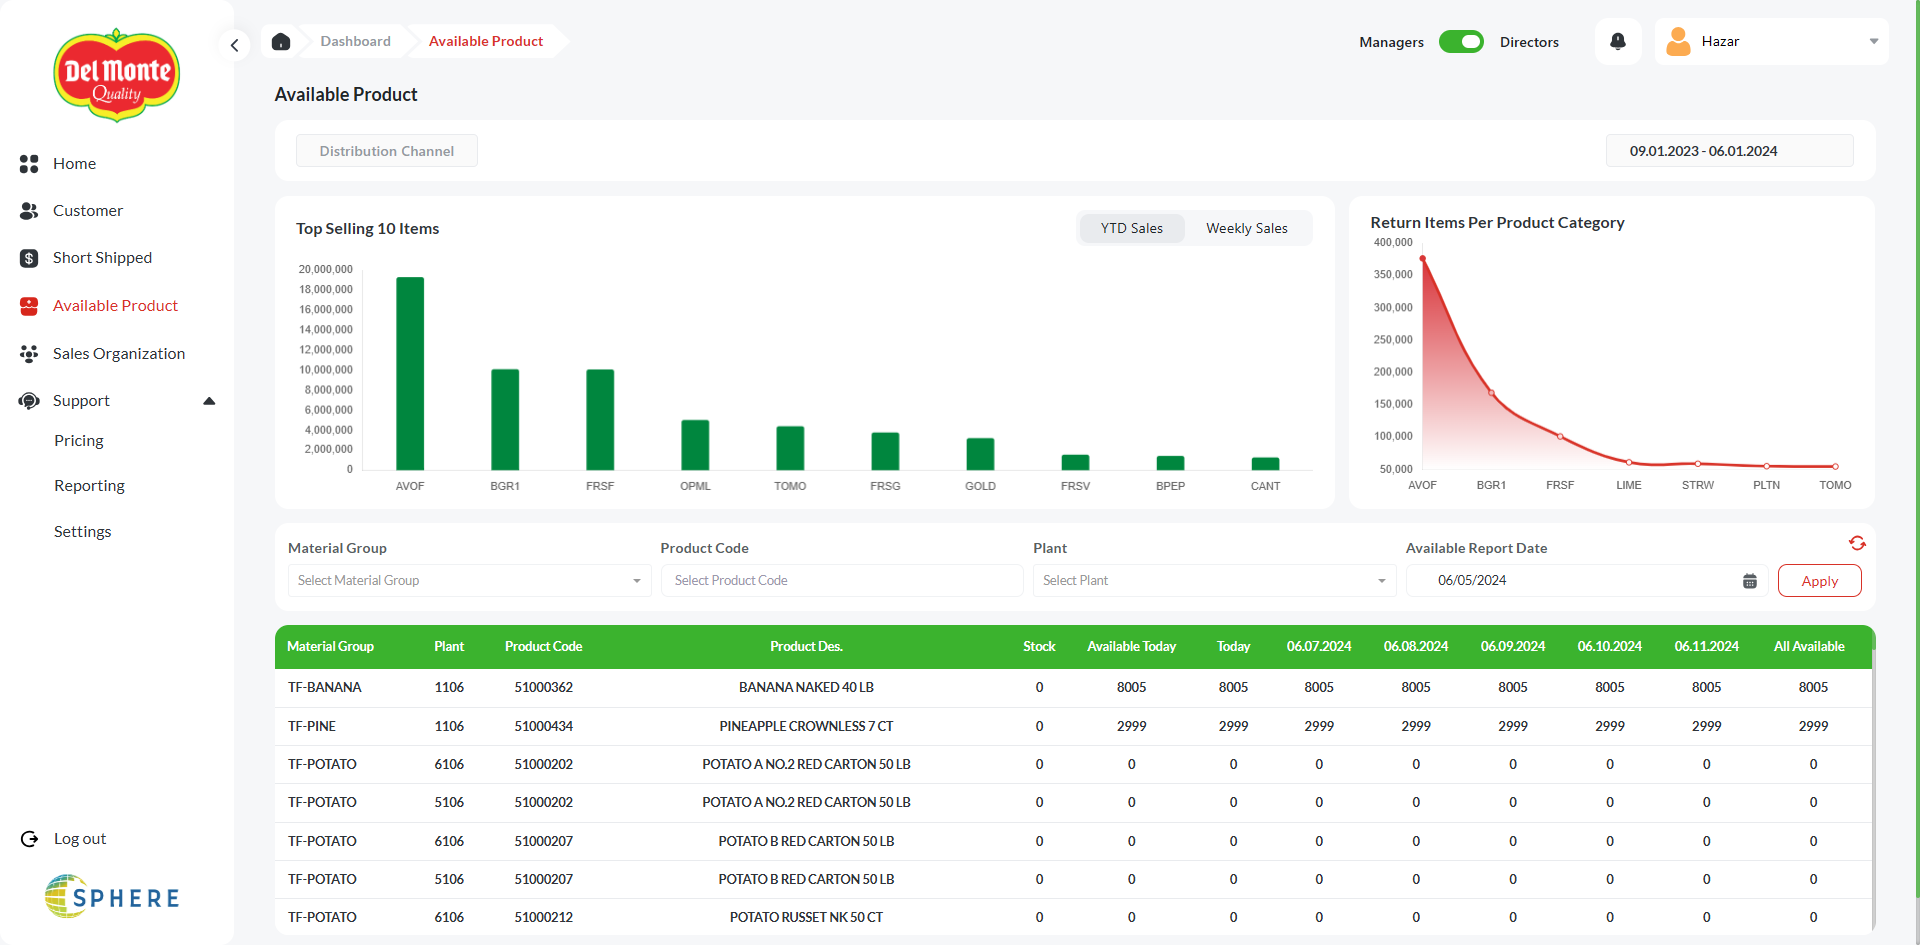 Del Monte
Quality
Home
Customer
Short Shipped
Available Product
Sales Organization
Support
Pricing
Reporting
Settings
Log out
SPHERE
Dashboard
Available Product
Managers
Directors
Hazar
Available Product
Distribution Channel
09.01.2023 - 06.01.2024
Top Selling 10 Items
YTD Sales
Weekly Sales
20,000,000
18,000,000
16,000,000
14,000,000
12,000,000
10,000,000
8,000,000
6,000,000
4,000,000
2,000,000
0
AVOF BGR1 FRSF OPML TOMO FRSG GOLD FRSV BPEP CANT
Return Items Per Product Category
400,000
350,000
300,000
250,000
200,000
150,000
100,000
50,000
AVOF BGR1 FRSF LIME STRW PLTN TOMO
Material Group Product Code Plant Available Report Date
Select Material Group Select Product Code Select Plant 06/05/2024 Apply
Material Group Plant Product Code Product Des. Stock Available Today Today 06.07.2024 06.08.2024 06.09.2024 06.10.2024 06.11.2024 All Available
TF-BANANA 1106 51000362 BANANA NAKED 40 LB 0 8005 8005 8005 8005 8005 8005 8005 8005
TF-PINE 1106 51000434 PINEAPPLE CROWNLESS 7 CT 0 2999 2999 2999 2999 2999 2999 2999 2999
TF-POTATO 6106 51000202 POTATO A NO.2 RED CARTON 50 LB 0 0 0 0 0 0 0 0 0
TF-POTATO 5106 51000202 POTATO A NO.2 RED CARTON 50 LB 0 0 0 0 0 0 0 0 0
TF-POTATO 6106 51000207 POTATO B RED CARTON 50 LB 0 0 0 0 0 0 0 0 0
TF-POTATO 5106 51000207 POTATO B RED CARTON 50 LB 0 0 0 0 0 0 0 0 0
TF-POTATO 6106 51000212 POTATO RUSSET NK 50 CT 0 0 0 0 0 0 0 0 0